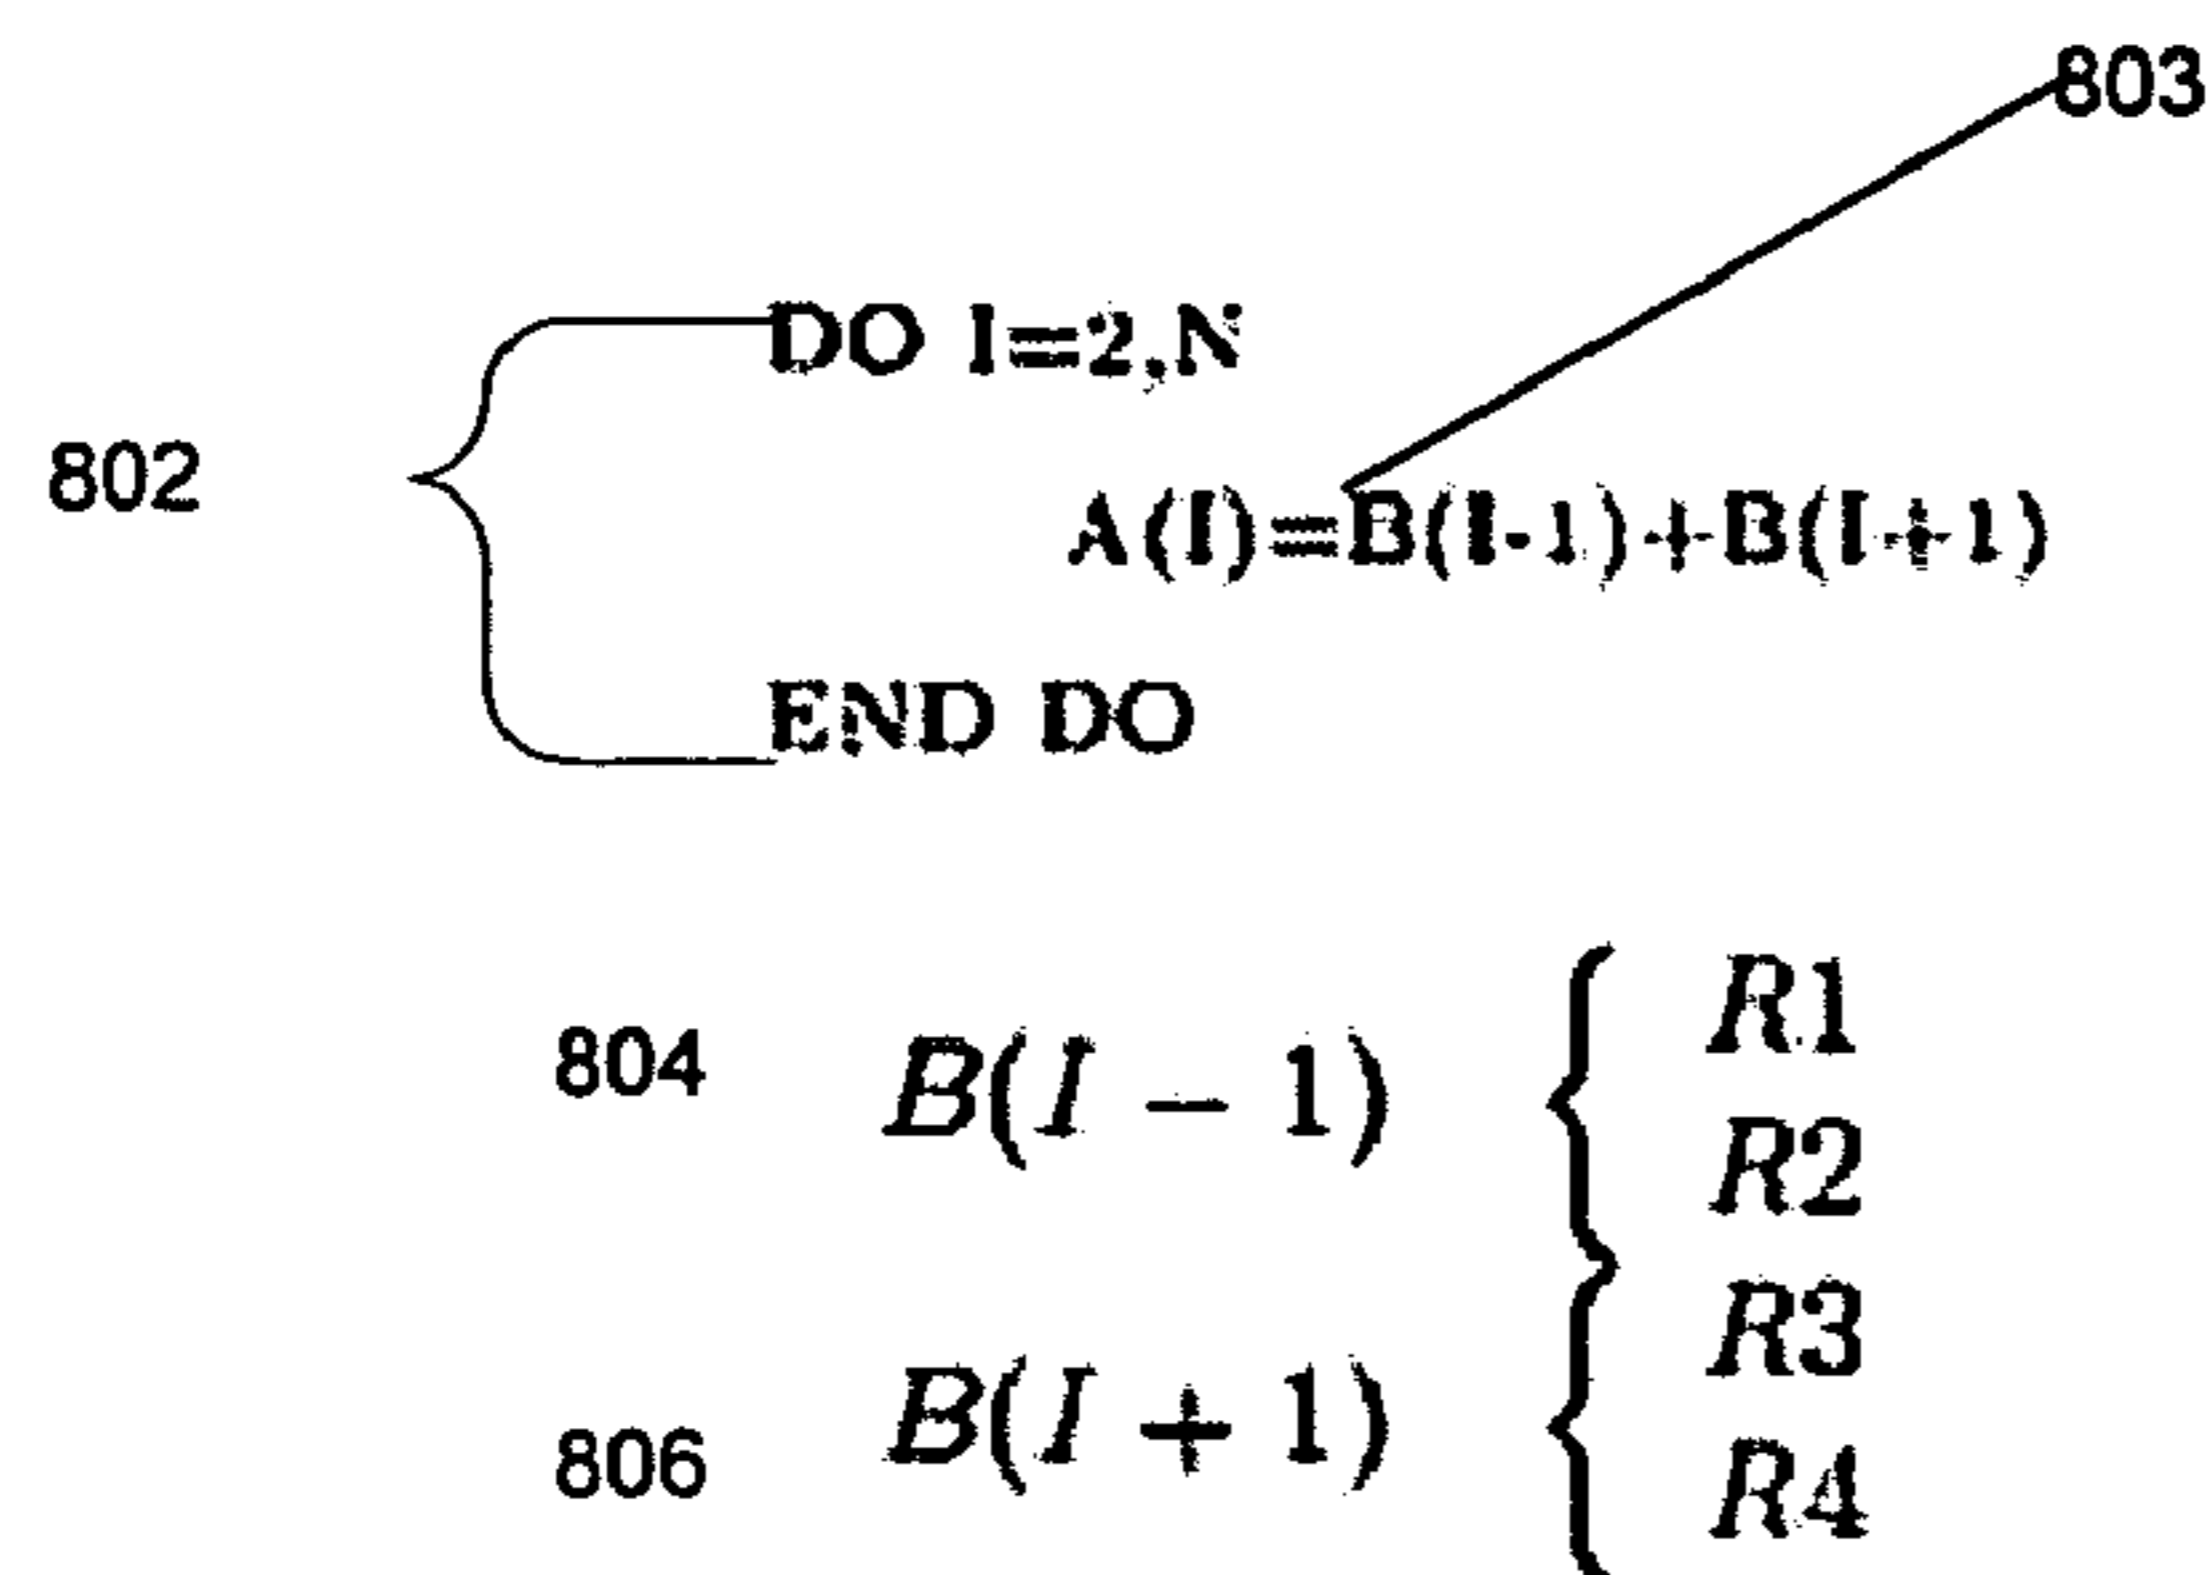 803
DO I=2,N
802
A(I)=B(I-1)+B(I+1)
END DO
R1
804 B(I − 1)
R2
R3
806 B(I + 1)
R4